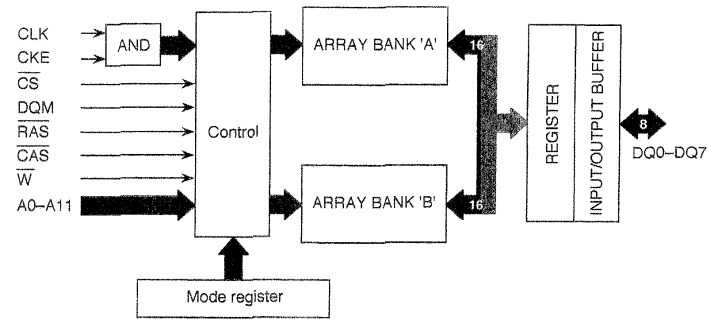 CLK
CKE
AND
CS
DQM
RAS
CAS
W
A0–A11
Control
ARRAY BANK 'A'
16
ARRAY BANK 'B'
16
REGISTER
INPUT/OUTPUT BUFFER
8
DQ0–DQ7
Mode register